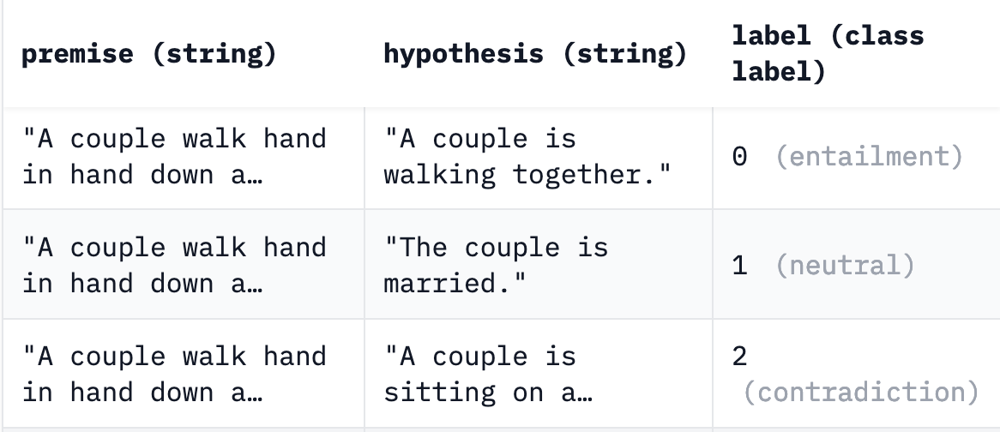 premise (string)
hypothesis (string)
label (class
label)
"A couple walk hand
in hand down a…
"A couple is
walking together."
0 (entailment)
"A couple walk hand
in hand down a…
"The couple is
married."
1 (neutral)
"A couple walk hand
in hand down a…
"A couple is
sitting on a…
2
(contradiction)